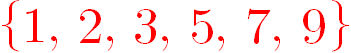 {1, 2, 3, 5, 7, 9}